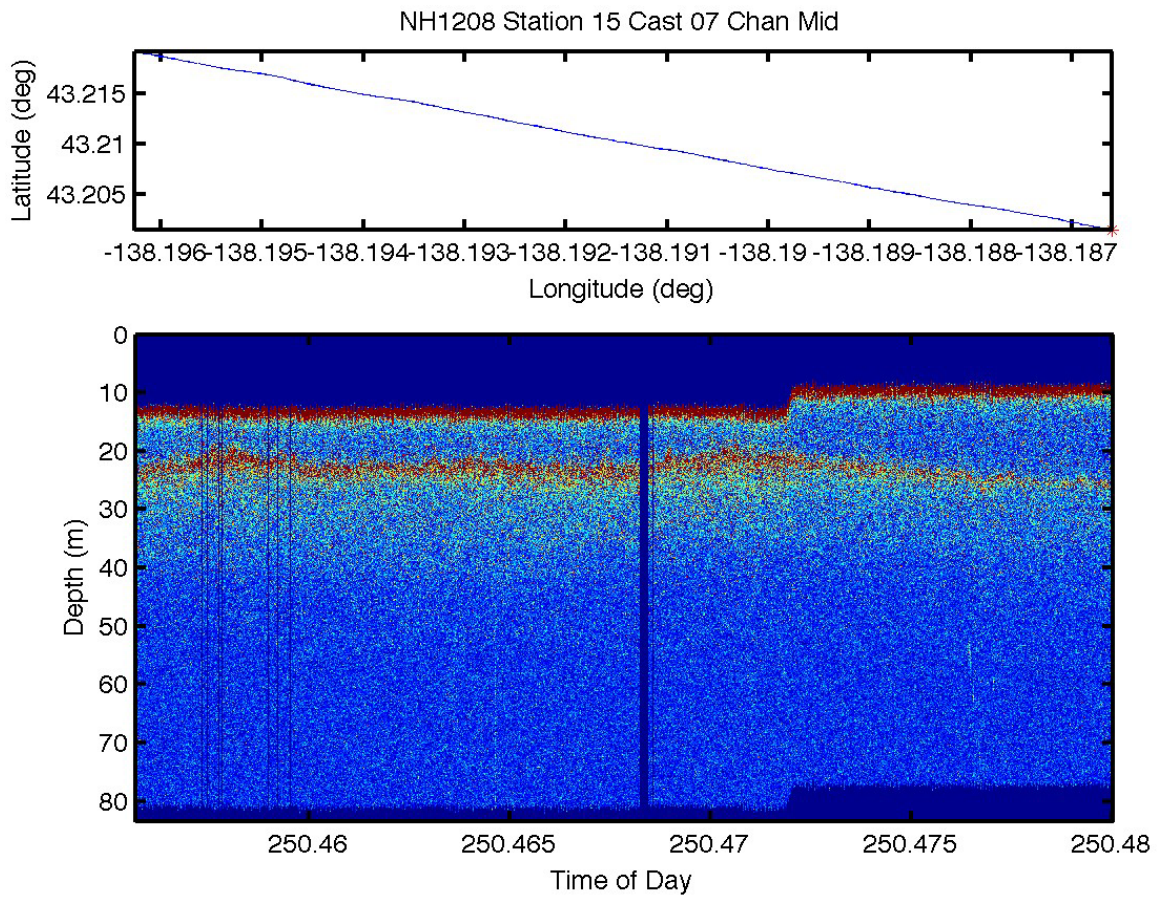 NH1208 Station 15 Cast 07 Chan Mid
Latitude (deg)
43.215
43.21
43.205
-138.196 -138.195 -138.194 -138.193 -138.192 -138.191 -138.19 -138.189 -138.188 -138.187
Longitude (deg)
Depth (m)
0
10
20
30
40
50
60
70
80
250.46 250.465 250.47 250.475 250.48
Time of Day